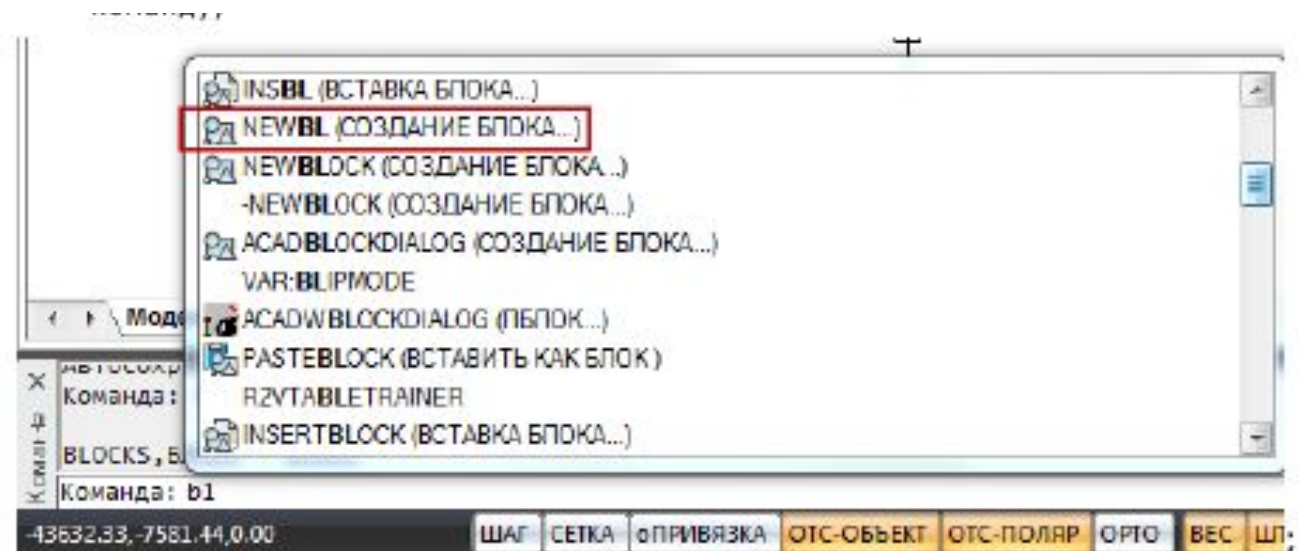 INSBL (ВСТАВКА БЛОКА...)
NEWBL (СОЗДАНИЕ БЛОКА...)
NEWBLOCK (СОЗДАНИЕ БЛОКА...)
-NEWBLOCK (СОЗДАНИЕ БЛОКА...)
ACADBLOCKDIALOG (СОЗДАНИЕ БЛОКА...)
VAR:BLIPMODE
Моде
ACADWBLOCKDIALOG (ПБЛОК...)
PASTEBLOCK (ВСТАВИТЬ КАК БЛОК )
Команда:
R2VTABLETRAINER
INSERTBLOCK (ВСТАВКА БЛОКА...)
BLOCKS,
Команда: bl
-43632.33,-7581.44,0.00 ШАГ СЕТКА оПРИВЯЗКА ОТС-ОБЪЕКТ ОТС-ПОЛЯР ОРТО ВЕС